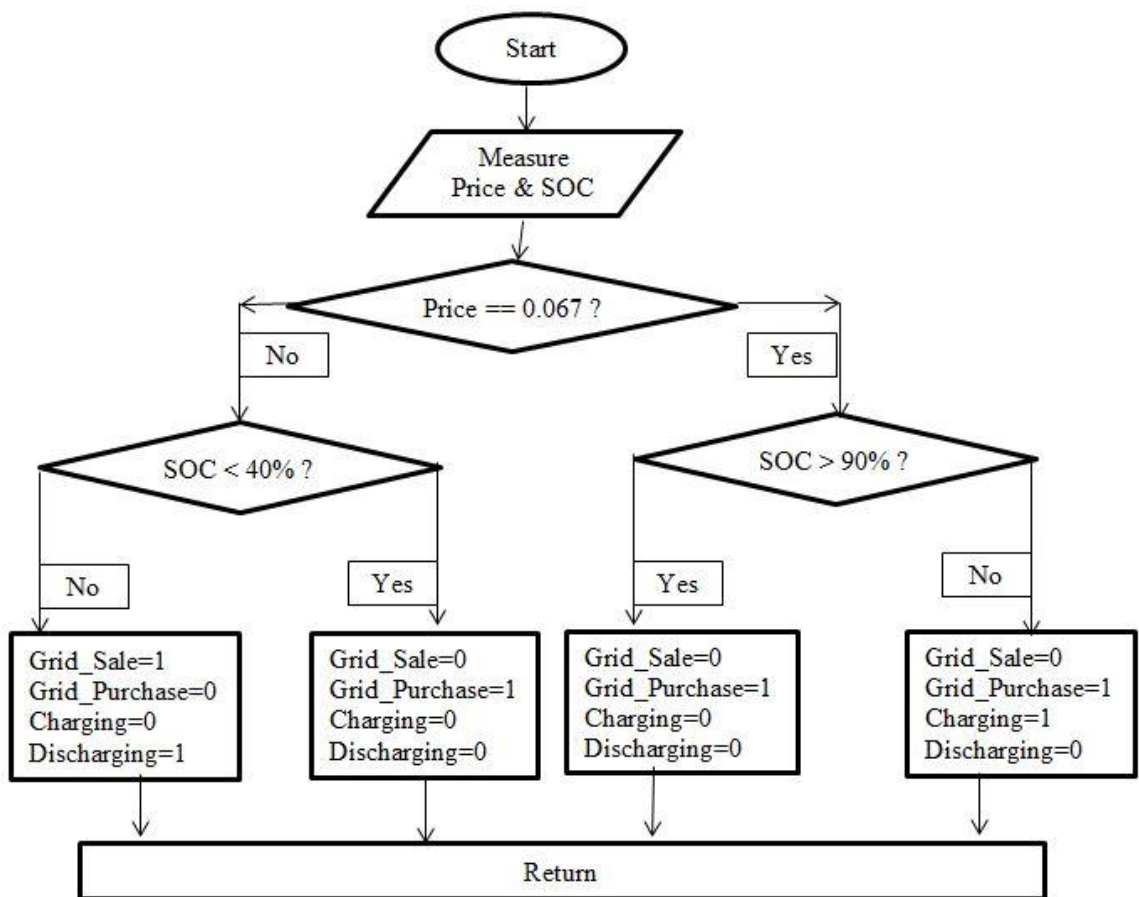 Start
Measure
Price & SOC
Price == 0.067 ?
No
Yes
SOC < 40% ?
SOC > 90% ?
No
Yes
Yes
No
Grid_Sale=1
Grid_Purchase=0
Charging=0
Discharging=1
Grid_Sale=0
Grid_Purchase=1
Charging=0
Discharging=0
Grid_Sale=0
Grid_Purchase=1
Charging=0
Discharging=0
Grid_Sale=0
Grid_Purchase=1
Charging=1
Discharging=0
Return